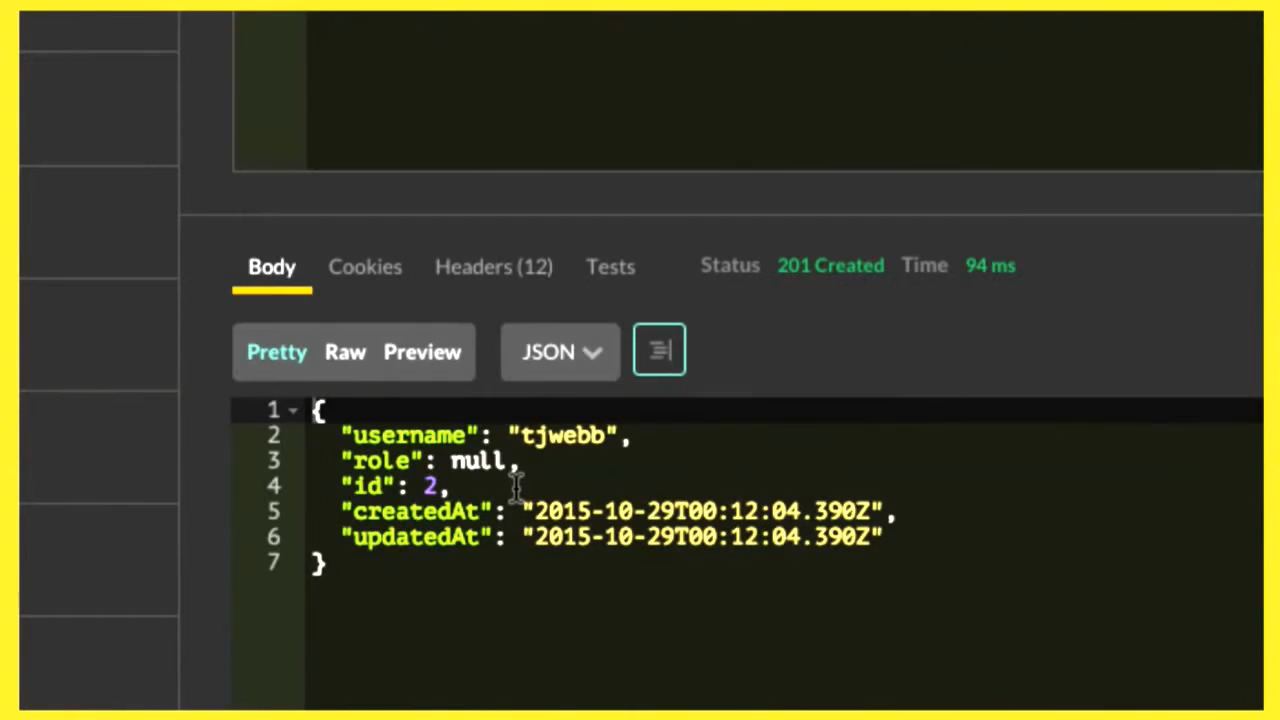 Body Cookies Headers (12) Tests Status 201 Created Time 94 ms
Pretty Raw Preview JSON
1 {
2 "username": "tjwebb",
3 "role": null,
4 "id": 2,
5 "createdAt": "2015-10-29T00:12:04.390Z",
6 "updatedAt": "2015-10-29T00:12:04.390Z"
7 }